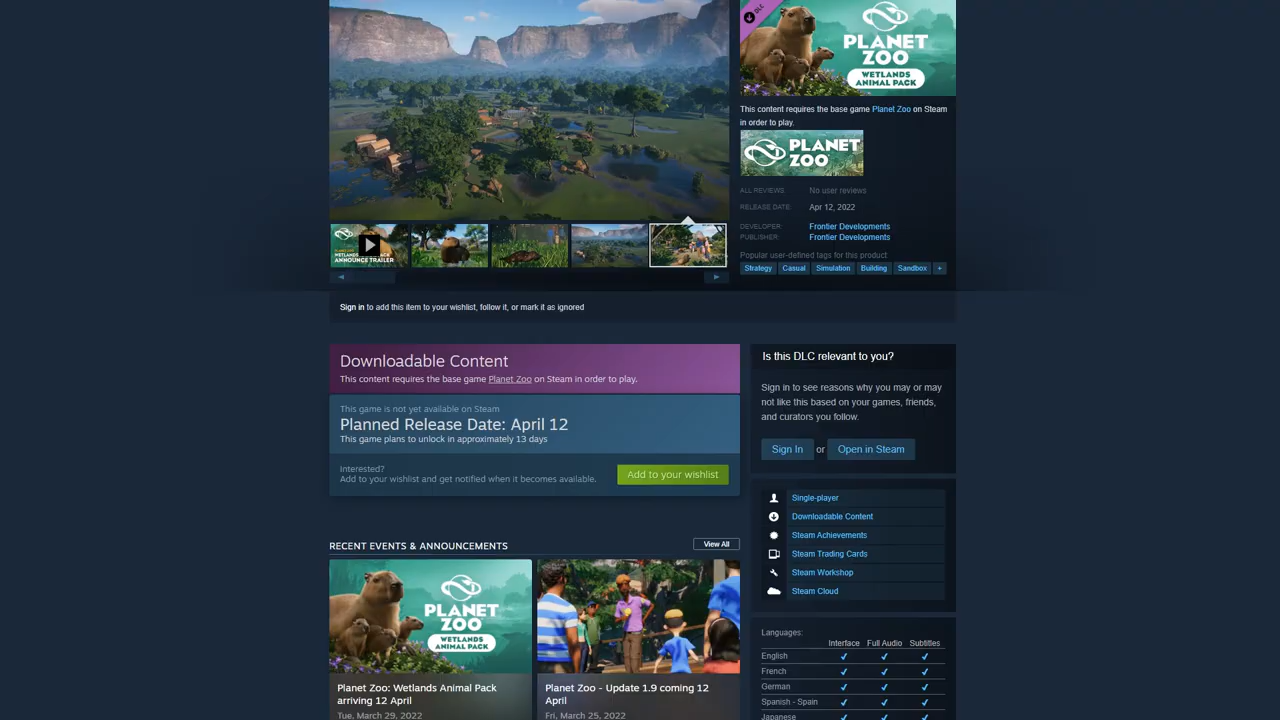 DLC
PLANET
ZOO
WETLANDS
ANIMAL PACK
This content requires the base game Planet Zoo on Steam
in order to play.
PLANET
ZOO
ALL REVIEWS: No user reviews
RELEASE DATE: Apr 12, 2022
DEVELOPER: Frontier Developments
PUBLISHER: Frontier Developments
Popular user-defined tags for this product
Strategy Casual Simulation Building Sandbox +
ANNOUNCE TRAILER
Sign in to add this item to your wishlist, follow it, or mark it as ignored
Downloadable Content
This content requires the base game Planet Zoo on Steam in order to play.
This game is not yet available on Steam
Planned Release Date: April 12
This game plans to unlock in approximately 13 days
Interested?
Add to your wishlist and get notified when it becomes available.
Add to your wishlist
Is this DLC relevant to you?
Sign in to see reasons why you may or may
not like this based on your games, friends,
and curators you follow.
Sign In or Open in Steam
Single-player
Downloadable Content
Steam Achievements
Steam Trading Cards
Steam Workshop
Steam Cloud
RECENT EVENTS & ANNOUNCEMENTS
View All
PLANET
ZOO
WETLANDS
ANIMAL PACK
Planet Zoo: Wetlands Animal Pack
arriving 12 April
Tue, March 29, 2022
Planet Zoo - Update 1.9 coming 12
April
Fri, March 25, 2022
Languages:
Interface Full Audio Subtitles
English ✔ ✔ ✔
French ✔ ✔ ✔
German ✔ ✔ ✔
Spanish - Spain ✔ ✔ ✔
Japanese